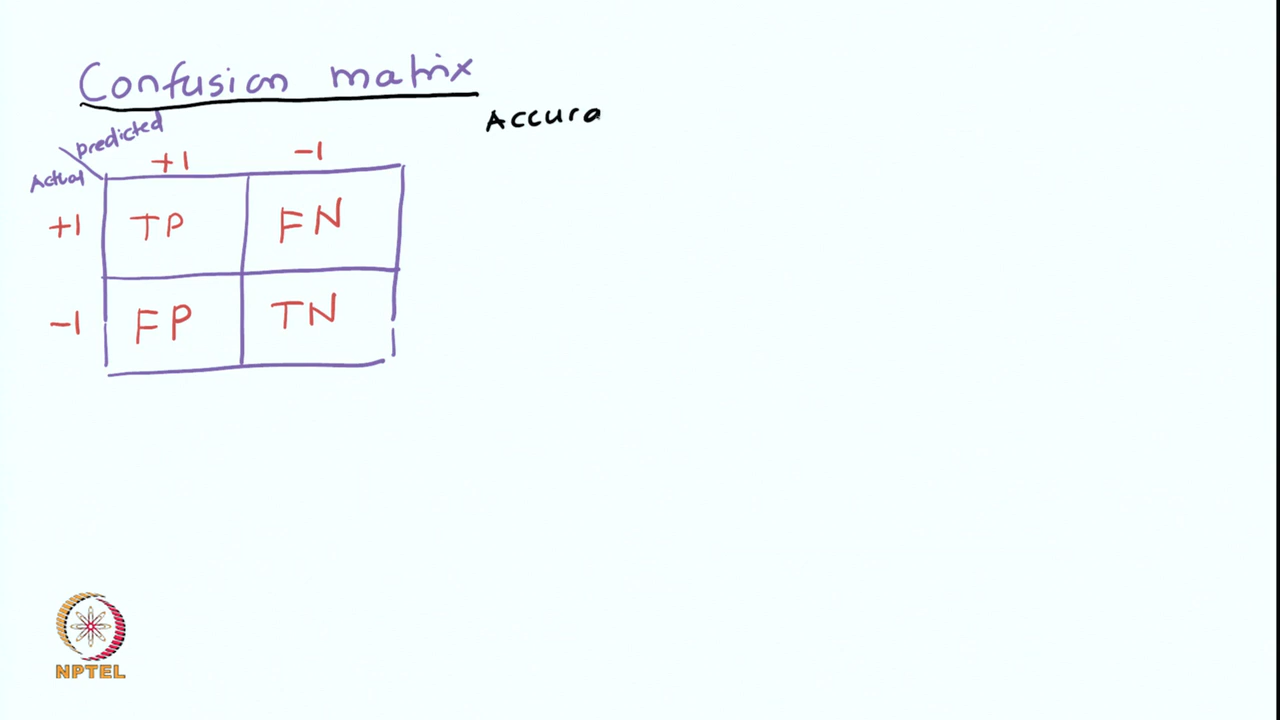 Confusion matrix
Accura
predicted
Actual
+1 -1
+1 TP FN
-1 FP TN
NPTEL